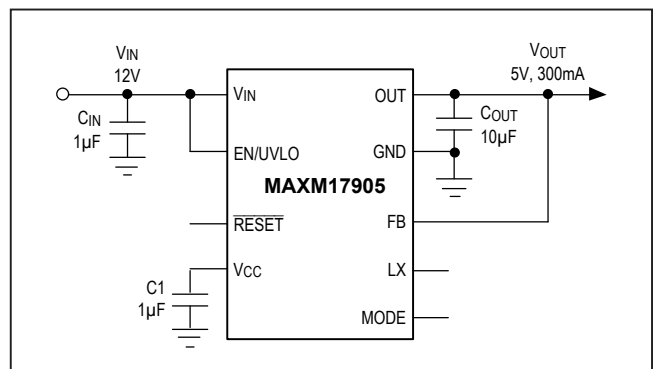 VIN
12V
VOUT
5V, 300mA
VIN
OUT
CIN
1µF
COUT
10µF
EN/UVLO
GND
MAXM17905
RESET
FB
VCC
LX
C1
1µF
MODE